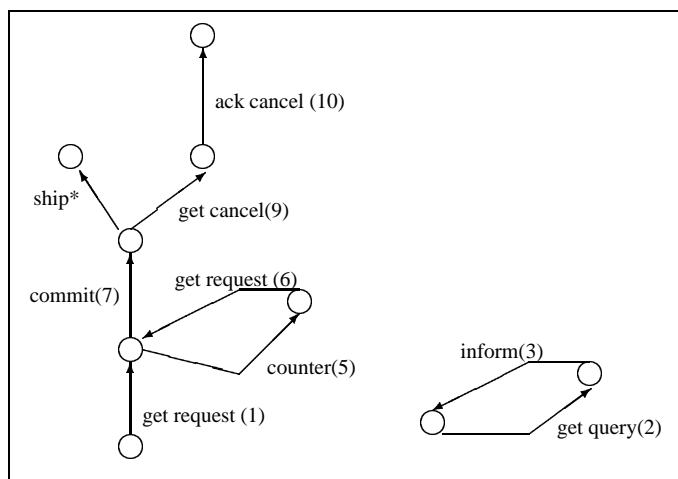 ack cancel (10)
ship*
get cancel(9)
commit(7)
get request (6)
counter(5)
inform(3)
get request (1)
get query(2)